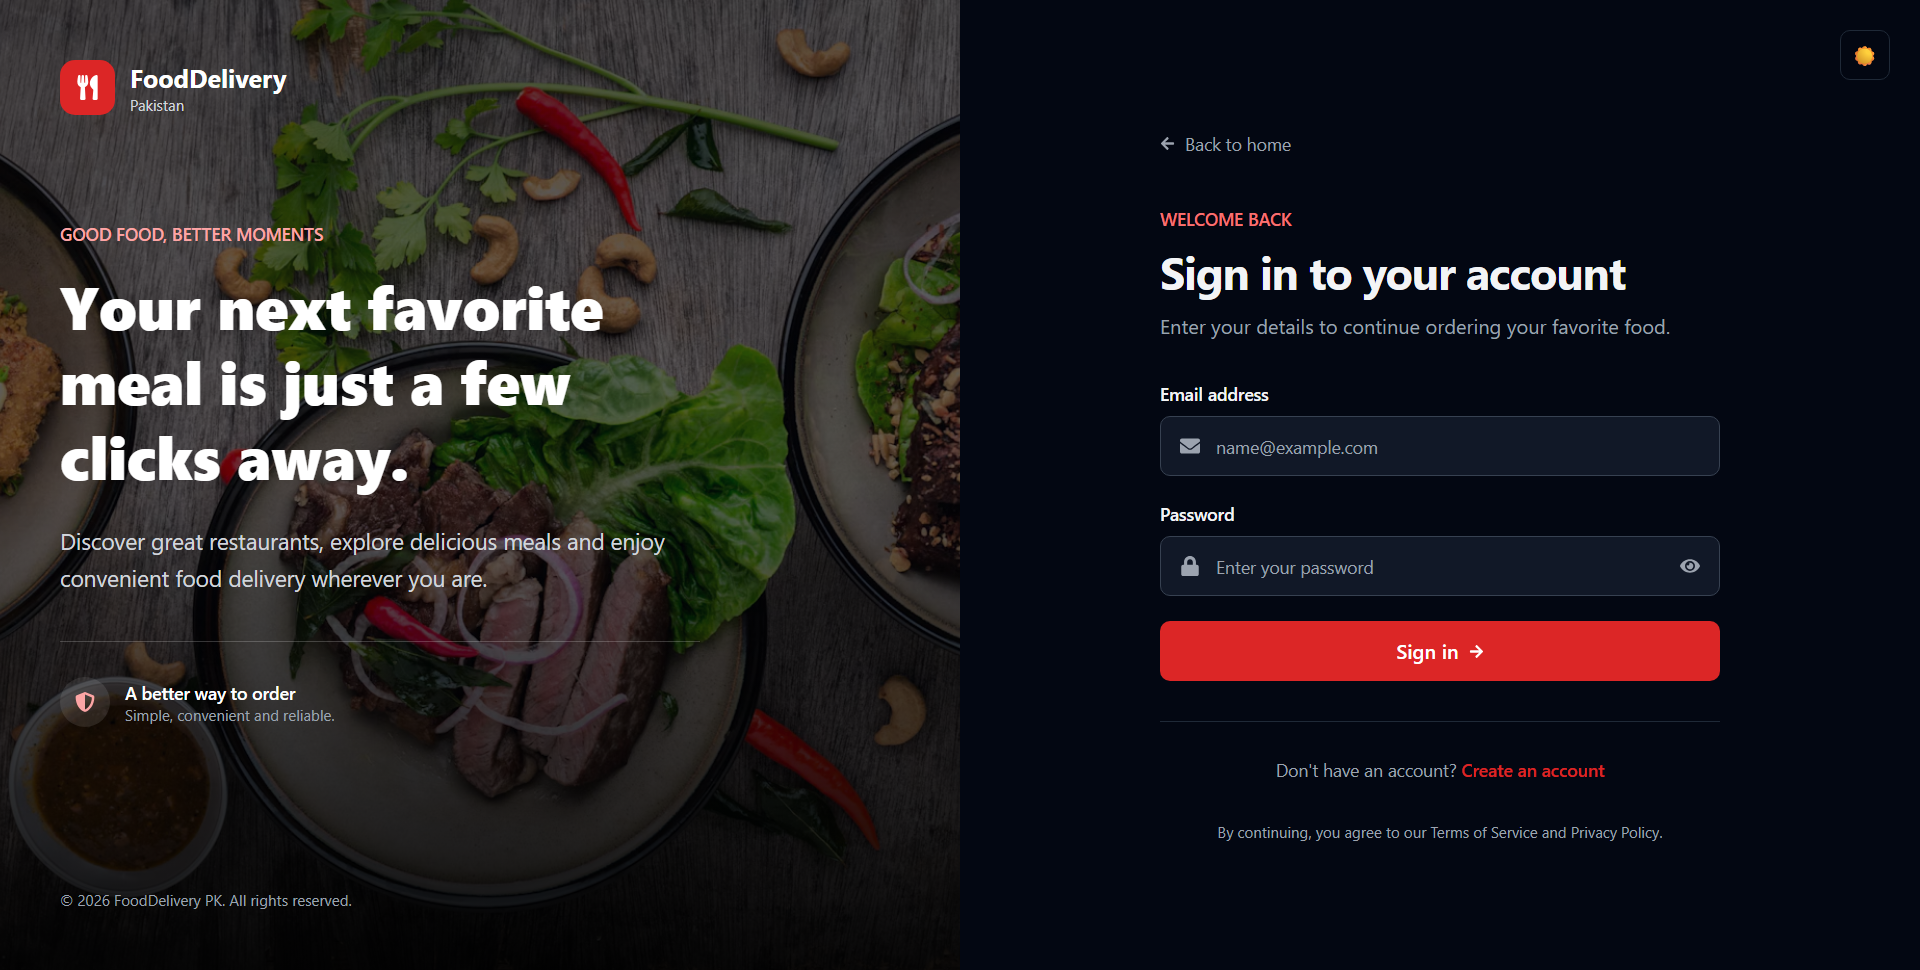 FoodDelivery
Pakistan
GOOD FOOD, BETTER MOMENTS
Your next favorite
meal is just a few
clicks away.
Discover great restaurants, explore delicious meals and enjoy
convenient food delivery wherever you are.
A better way to order
Simple, convenient and reliable.
© 2026 FoodDelivery PK. All rights reserved.
Back to home
WELCOME BACK
Sign in to your account
Enter your details to continue ordering your favorite food.
Email address
name@example.com
Password
Enter your password
Sign in
Don't have an account? Create an account
By continuing, you agree to our Terms of Service and Privacy Policy.